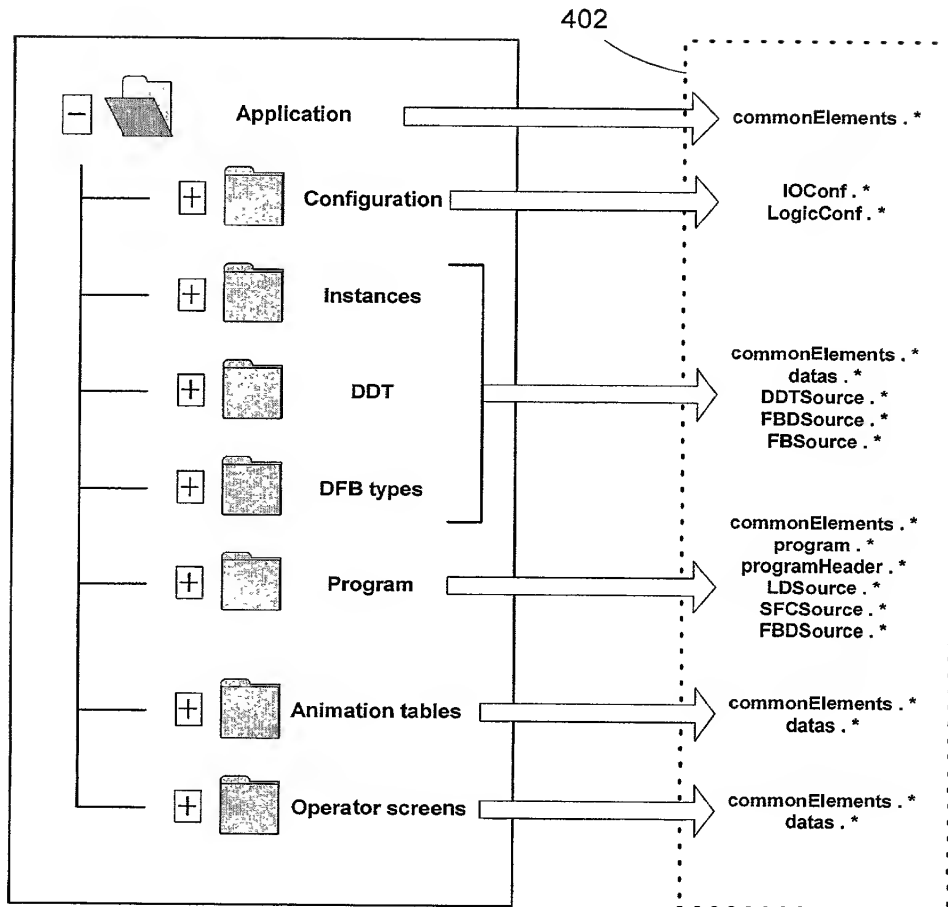 402
Application
commonElements . *
Configuration
IOConf . *
LogicConf . *
Instances
DDT
DFB types
commonElements . *
datas . *
DDTSource . *
FBDSource . *
FBSource . *
Program
commonElements . *
program . *
programHeader . *
LDSource . *
SFCSource . *
FBDSource . *
Animation tables
commonElements . *
datas . *
Operator screens
commonElements . *
datas . *